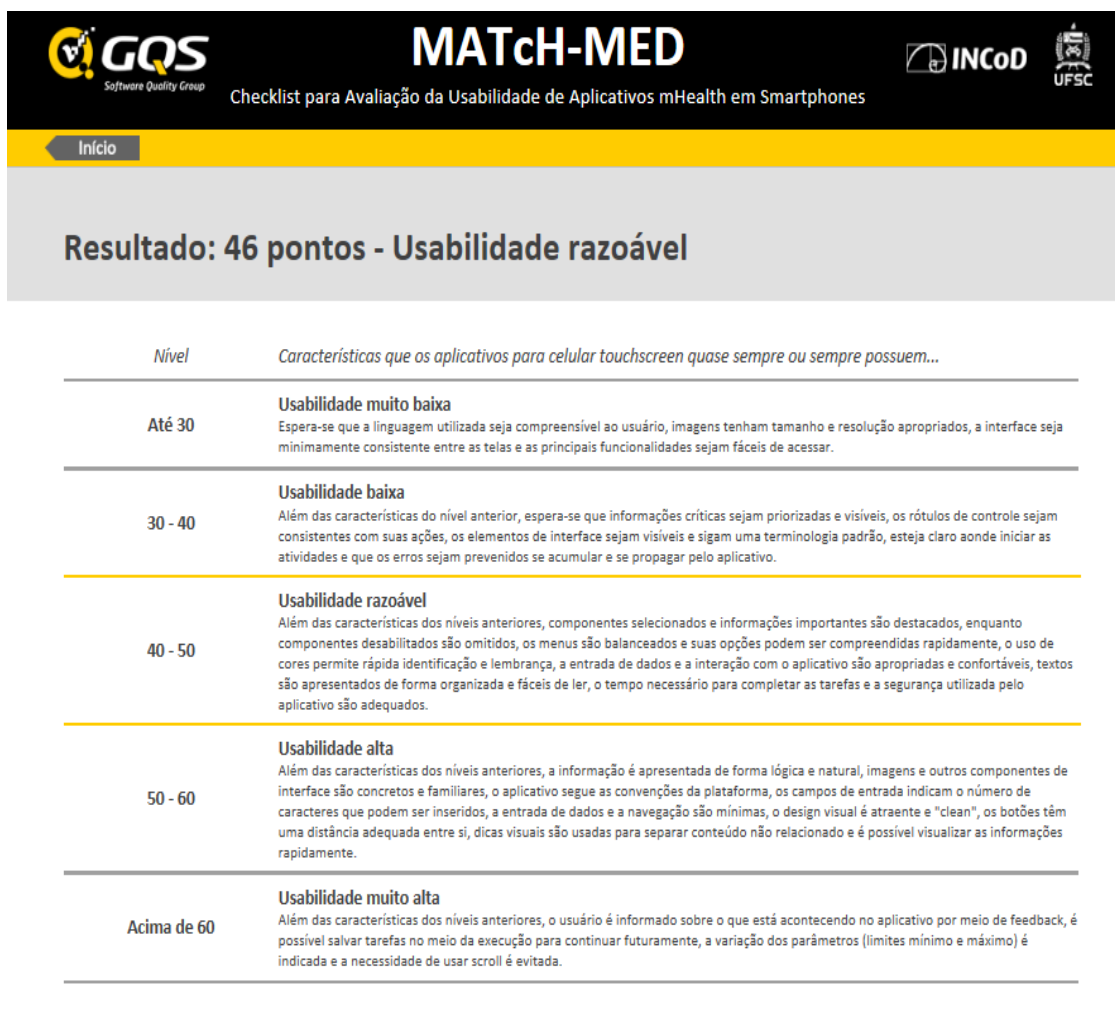 GQS
Software Quality Group
MATcH-MED
Checklist para Avaliação da Usabilidade de Aplicativos mHealth em Smartphones
INCoD
UFSC
Início
Resultado: 46 pontos - Usabilidade razoável
Nível
Características que os aplicativos para celular touchscreen quase sempre ou sempre possuem...
Até 30
Usabilidade muito baixa
Espera-se que a linguagem utilizada seja compreensível ao usuário, imagens tenham tamanho e resolução apropriados, a interface seja
minimamente consistente entre as telas e as principais funcionalidades sejam fáceis de acessar.
30 - 40
Usabilidade baixa
Além das características do nível anterior, espera-se que informações críticas sejam priorizadas e visíveis, os rótulos de controle sejam
consistentes com suas ações, os elementos de interface sejam visíveis e sigam uma terminologia padrão, esteja claro aonde iniciar as
atividades e que os erros sejam prevenidos se acumular e se propagar pelo aplicativo.
40 - 50
Usabilidade razoável
Além das características dos níveis anteriores, componentes selecionados e informações importantes são destacados, enquanto
componentes desabilitados são omitidos, os menus são balanceados e suas opções podem ser compreendidas rapidamente, o uso de
cores permite rápida identificação e lembrança, a entrada de dados e a interação com o aplicativo são apropriadas e confortáveis, textos
são apresentados de forma organizada e fáceis de ler, o tempo necessário para completar as tarefas e a segurança utilizada pelo
aplicativo são adequados.
50 - 60
Usabilidade alta
Além das características dos níveis anteriores, a informação é apresentada de forma lógica e natural, imagens e outros componentes de
interface são concretos e familiares, o aplicativo segue as convenções da plataforma, os campos de entrada indicam o número de
caracteres que podem ser inseridos, a entrada de dados e a navegação são mínimas, o design visual é atraente e "clean", os botões têm
uma distância adequada entre si, dicas visuais são usadas para separar conteúdo não relacionado e é possível visualizar as informações
rapidamente.
Acima de 60
Usabilidade muito alta
Além das características dos níveis anteriores, o usuário é informado sobre o que está acontecendo no aplicativo por meio de feedback, é
possível salvar tarefas no meio da execução para continuar futuramente, a variação dos parâmetros (limites mínimo e máximo) é
indicada e a necessidade de usar scroll é evitada.